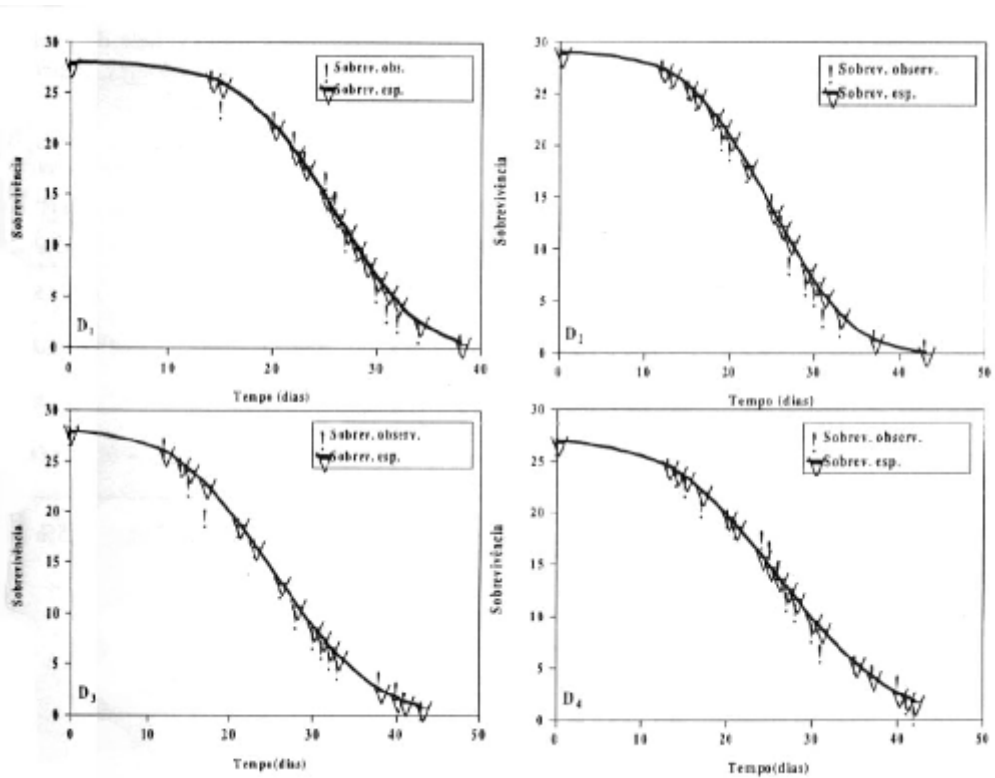 30
25
20
15
10
5
0
Sobrevivência
Sobrev. obs.
Sobrev. esp.
D1
0 10 20 30 40
Tempo (dias)
30
25
20
15
10
5
0
Sobrevivência
Sobrev. observ.
Sobrev. esp.
D2
0 10 20 30 40 50
Tempo (dias)
30
25
20
15
10
5
0
Sobrevivência
Sobrev. observ.
Sobrev. esp.
D3
0 10 20 30 40 50
Tempo(dias)
30
25
20
15
10
5
0
Sobrevivência
Sobrev. observ.
Sobrev. esp.
D4
0 10 20 30 40 50
Tempo(dias)